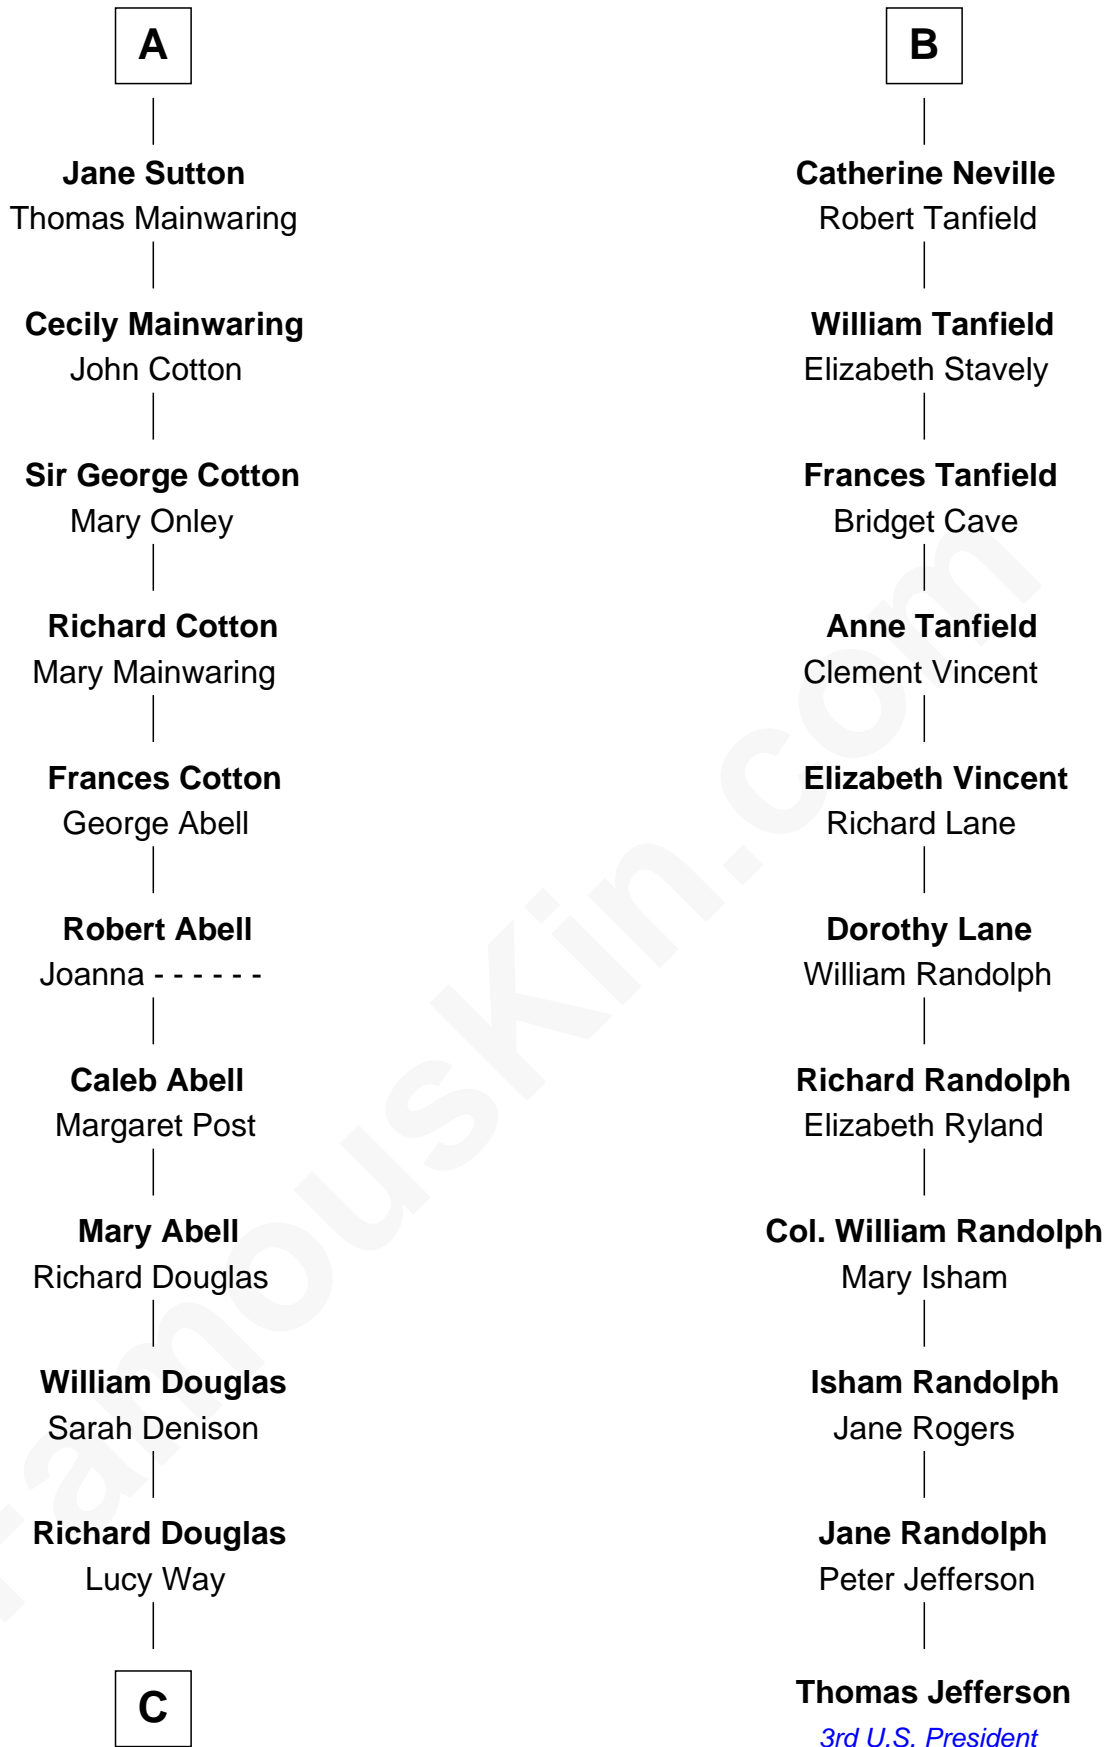 A
Jane Sutton
Thomas Mainwaring
Cecily Mainwaring
John Cotton
Sir George Cotton
Mary Onley
Richard Cotton
Mary Mainwaring
Frances Cotton
George Abell
Robert Abell
Joanna - - - - - -
Caleb Abell
Margaret Post
Mary Abell
Richard Douglas
William Douglas
Sarah Denison
Richard Douglas
Lucy Way
C
B
Catherine Neville
Robert Tanfield
William Tanfield
Elizabeth Stavely
Frances Tanfield
Bridget Cave
Anne Tanfield
Clement Vincent
Elizabeth Vincent
Richard Lane
Dorothy Lane
William Randolph
Richard Randolph
Elizabeth Ryland
Col. William Randolph
Mary Isham
Isham Randolph
Jane Rogers
Jane Randolph
Peter Jefferson
Thomas Jefferson
3rd U.S. President
FamousKin.com